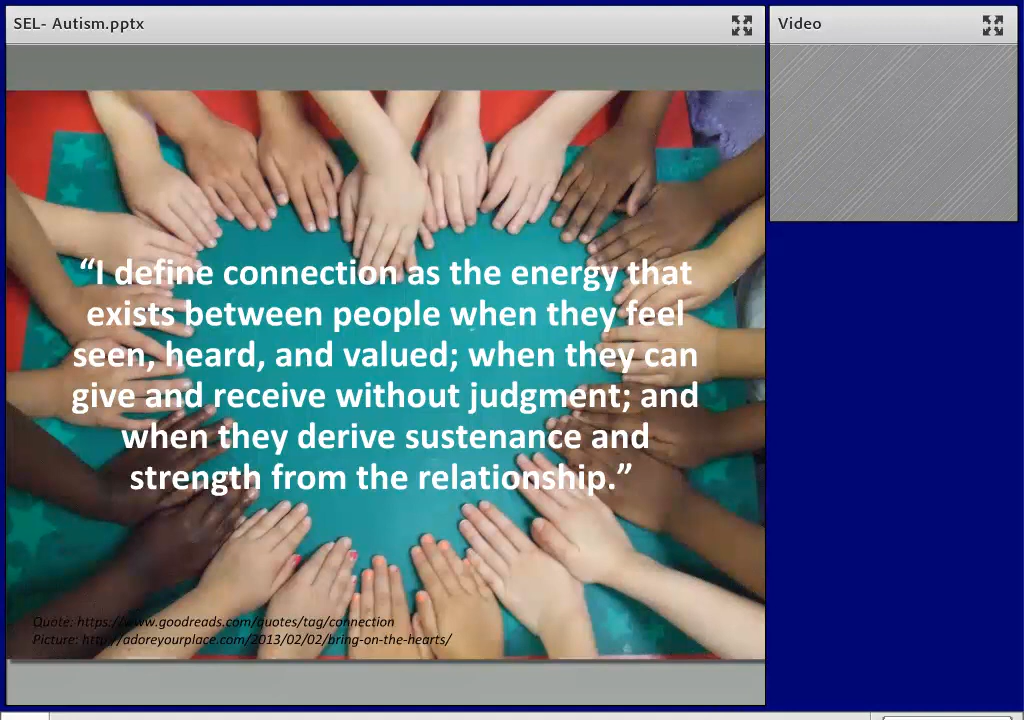 SEL- Autism.pptx
Video
“I define connection as the energy that
exists between people when they feel
seen, heard, and valued; when they can
give and receive without judgment; and
when they derive sustenance and
strength from the relationship.”
Quote: https://www.goodreads.com/quotes/tag/connection
Picture: http://adoreyourplace.com/2013/02/02/bring-on-the-hearts/